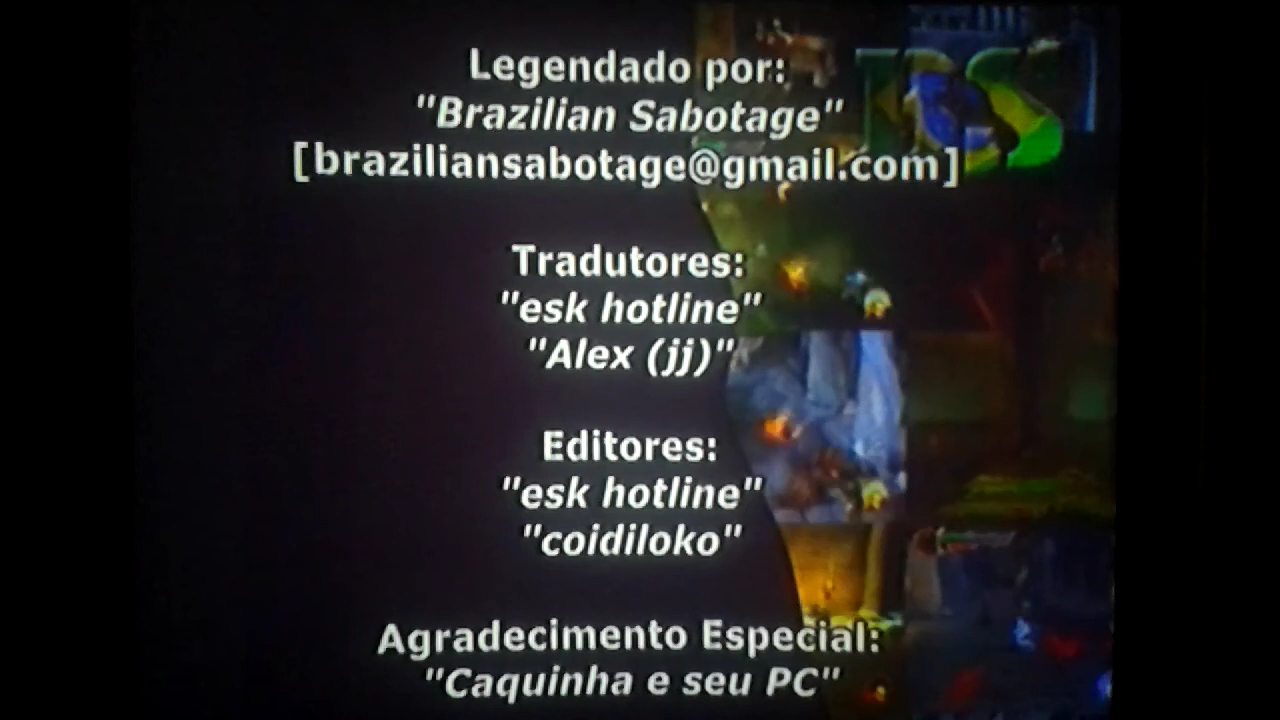 Legendado por:
"Brazilian Sabotage"
[braziliansabotage@gmail.com]
Tradutores:
"esk hotline"
"Alex (jj)"
Editores:
"esk hotline"
"coidiloko"
Agradecimento Especial:
"Caquinha e seu PC"